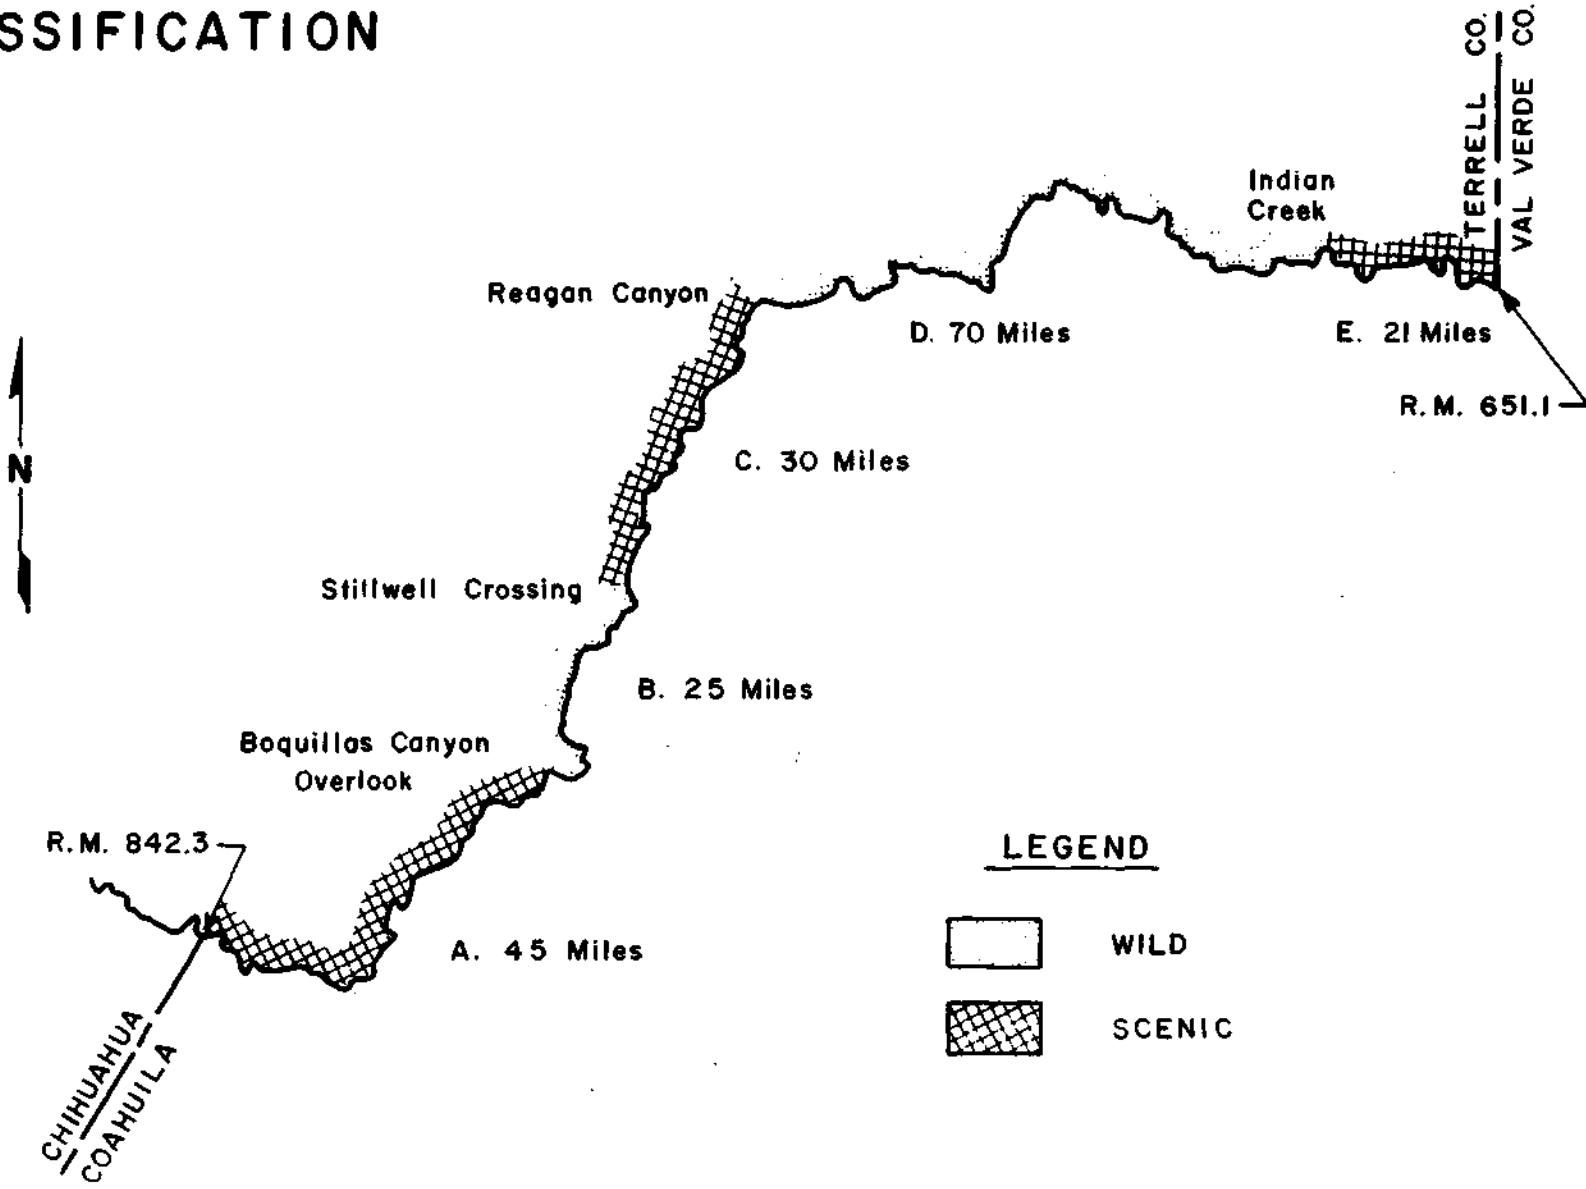 SSIFICATION
TERRELL CO.
VAL VERDE CO.
Indian
Creek
Reagan Canyon
D. 70 Miles
E. 21 Miles
R.M. 651.1
N
C. 30 Miles
Stillwell Crossing
B. 25 Miles
Boquillas Canyon
Overlook
R.M. 842.3
A. 45 Miles
LEGEND
WILD
SCENIC
CHIHUAHUA
COAHUILA